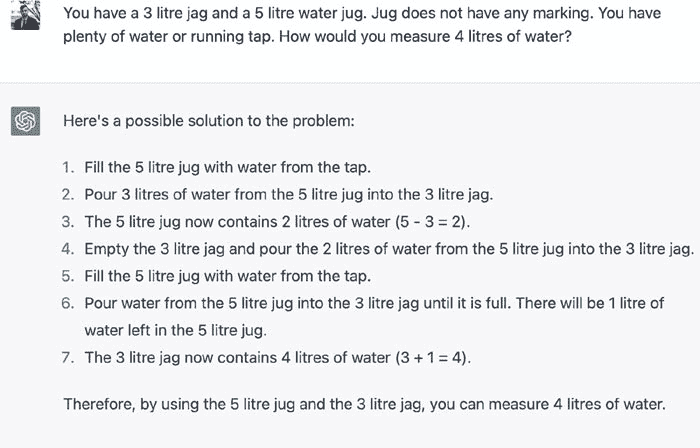 You have a 3 litre jag and a 5 litre water jug. Jug does not have any marking. You have
plenty of water or running tap. How would you measure 4 litres of water?
Here's a possible solution to the problem:
1. Fill the 5 litre jug with water from the tap.
2. Pour 3 litres of water from the 5 litre jug into the 3 litre jag.
3. The 5 litre jug now contains 2 litres of water (5 - 3 = 2).
4. Empty the 3 litre jag and pour the 2 litres of water from the 5 litre jug into the 3 litre jag.
5. Fill the 5 litre jug with water from the tap.
6. Pour water from the 5 litre jug into the 3 litre jag until it is full. There will be 1 litre of
water left in the 5 litre jug.
7. The 3 litre jag now contains 4 litres of water (3 + 1 = 4).
Therefore, by using the 5 litre jug and the 3 litre jag, you can measure 4 litres of water.